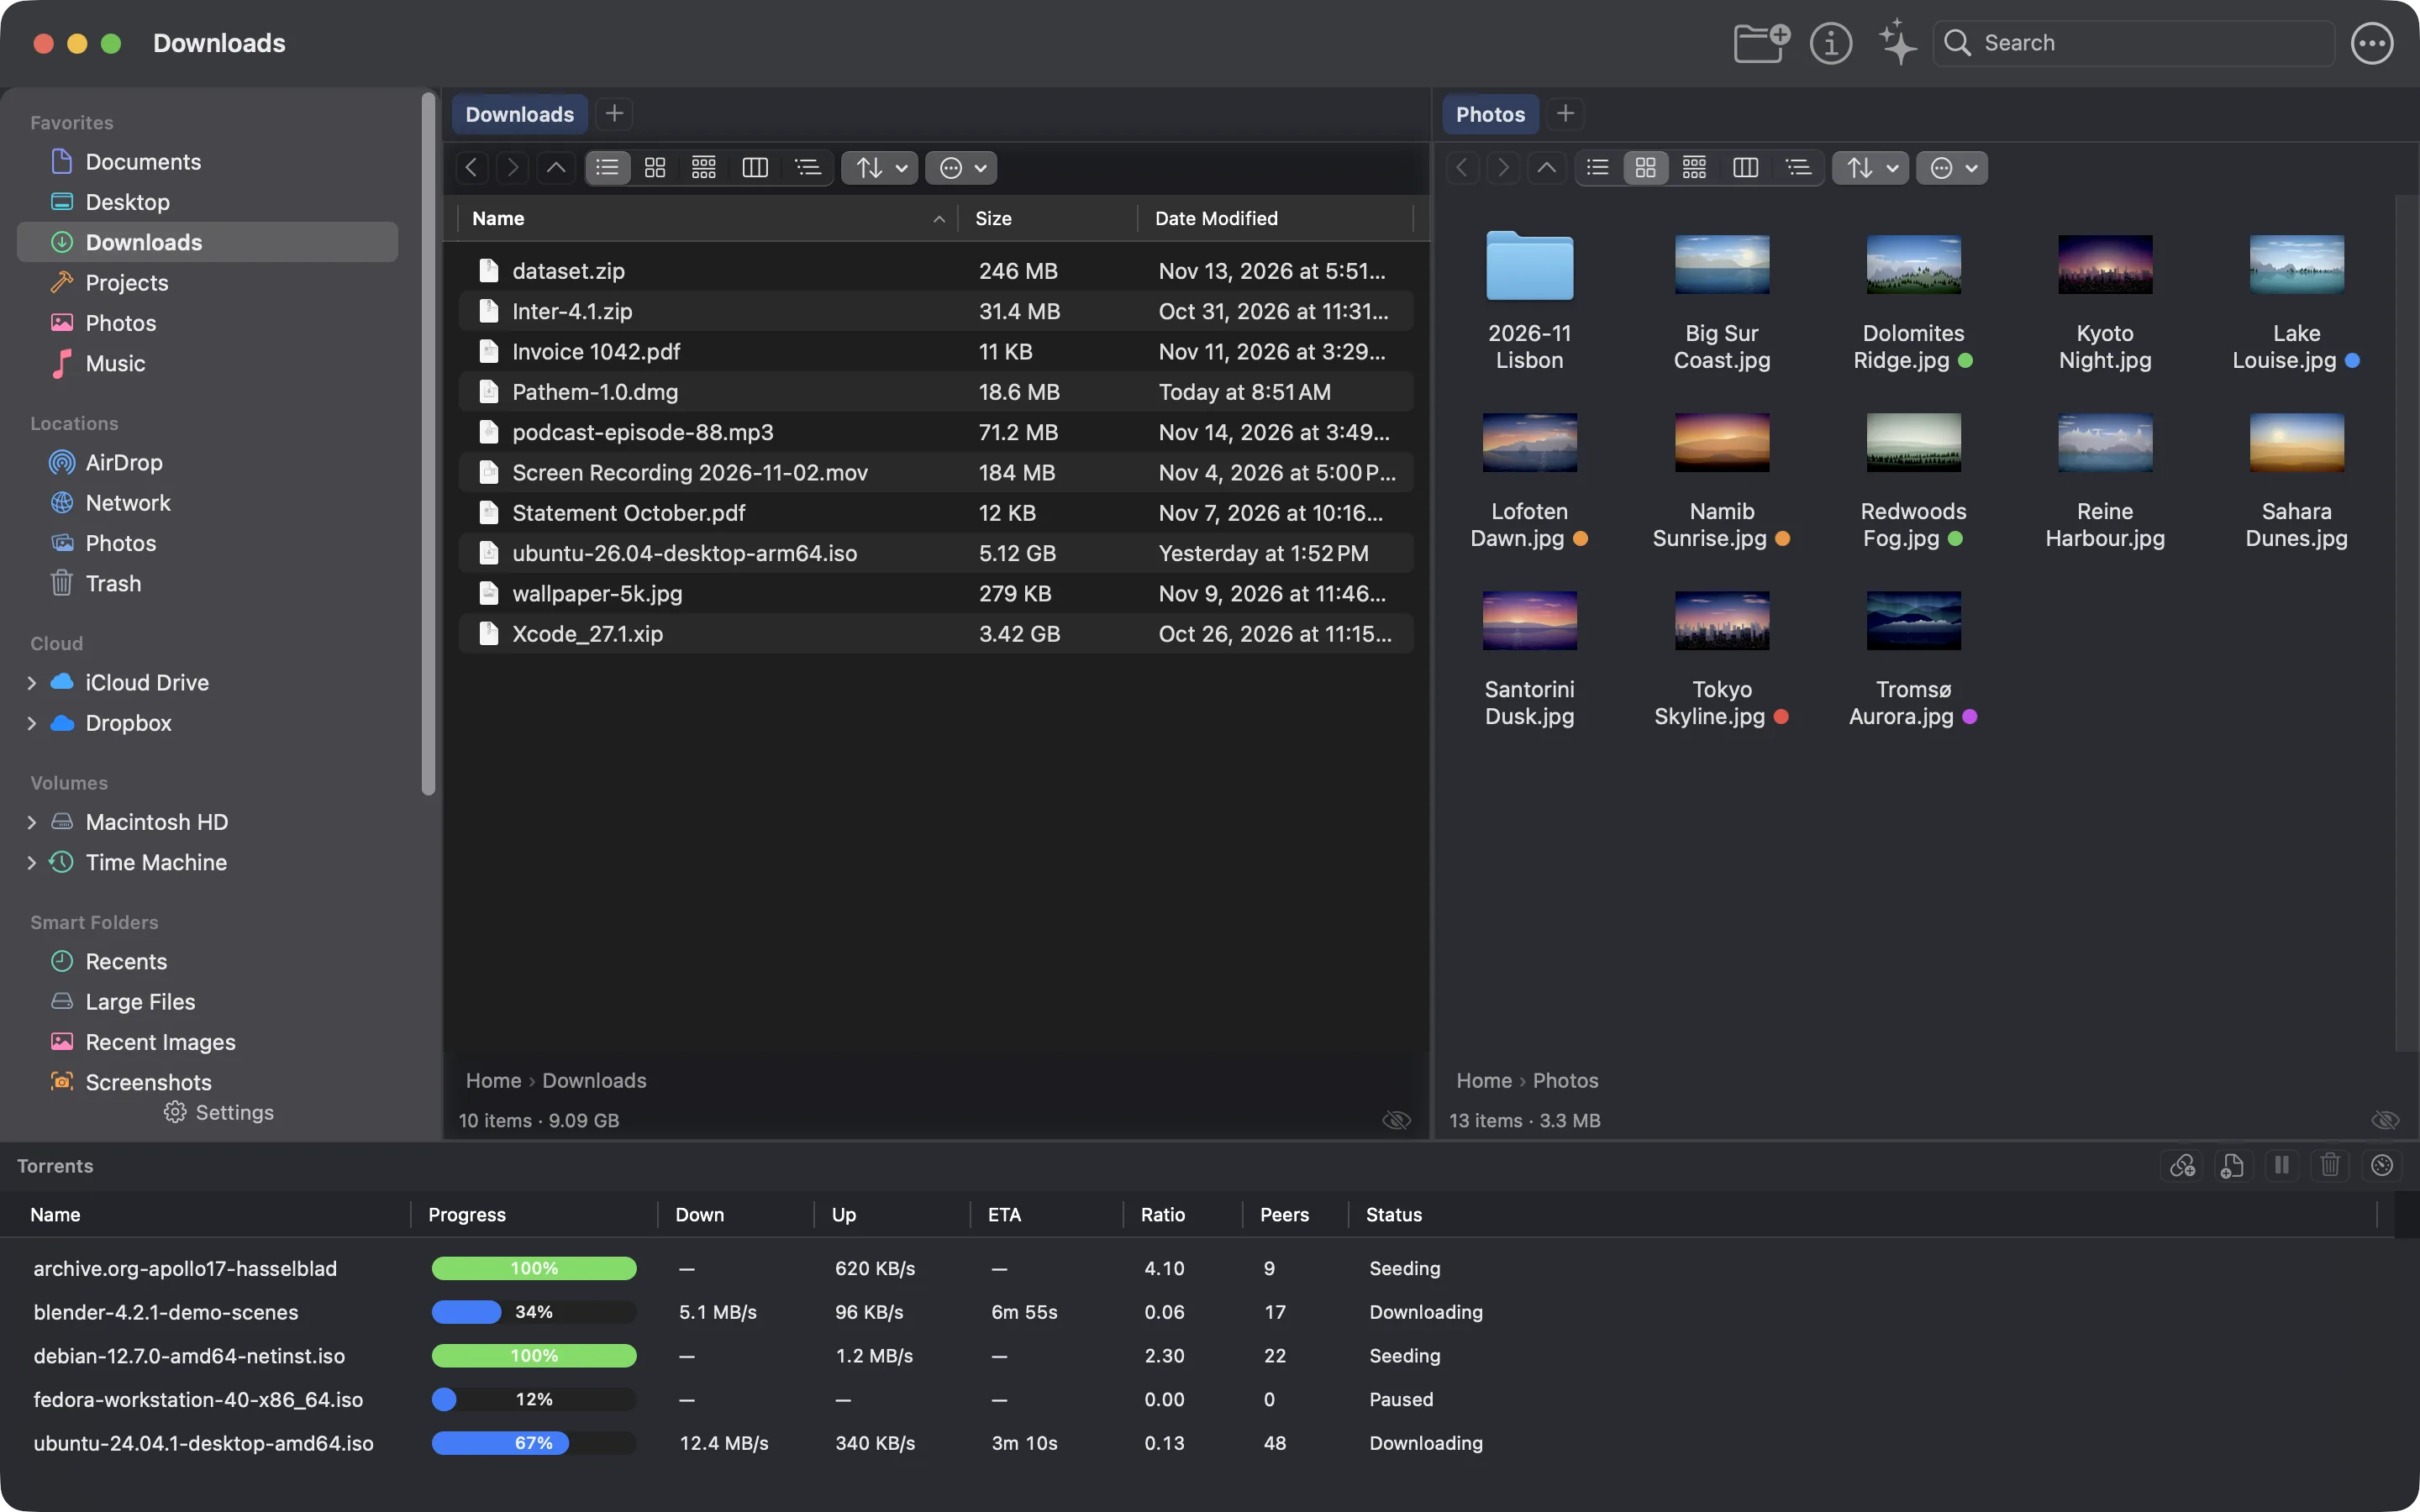 Downloads
Search
Favorites
Documents
Desktop
Downloads
Projects
Photos
Music
Locations
AirDrop
Network
Photos
Trash
Cloud
iCloud Drive
Dropbox
Volumes
Macintosh HD
Time Machine
Smart Folders
Recents
Large Files
Recent Images
Screenshots
Settings
Downloads
Name Size Date Modified
dataset.zip 246 MB Nov 13, 2026 at 5:51...
Inter-4.1.zip 31.4 MB Oct 31, 2026 at 11:31...
Invoice 1042.pdf 11 KB Nov 11, 2026 at 3:29...
Pathem-1.0.dmg 18.6 MB Today at 8:51 AM
podcast-episode-88.mp3 71.2 MB Nov 14, 2026 at 3:49...
Screen Recording 2026-11-02.mov 184 MB Nov 4, 2026 at 5:00 P...
Statement October.pdf 12 KB Nov 7, 2026 at 10:16...
ubuntu-26.04-desktop-arm64.iso 5.12 GB Yesterday at 1:52 PM
wallpaper-5k.jpg 279 KB Nov 9, 2026 at 11:46...
Xcode_27.1.xip 3.42 GB Oct 26, 2026 at 11:15...
Home › Downloads
10 items · 9.09 GB
Photos
2026-11
Lisbon
Big Sur
Coast.jpg
Dolomites
Ridge.jpg
Kyoto
Night.jpg
Lake
Louise.jpg
Lofoten
Dawn.jpg
Namib
Sunrise.jpg
Redwoods
Fog.jpg
Reine
Harbour.jpg
Sahara
Dunes.jpg
Santorini
Dusk.jpg
Tokyo
Skyline.jpg
Tromsø
Aurora.jpg
Home › Photos
13 items · 3.3 MB
Torrents
Name Progress Down Up ETA Ratio Peers Status
archive.org-apollo17-hasselblad 100% — 620 KB/s — 4.10 9 Seeding
blender-4.2.1-demo-scenes 34% 5.1 MB/s 96 KB/s 6m 55s 0.06 17 Downloading
debian-12.7.0-amd64-netinst.iso 100% — 1.2 MB/s — 2.30 22 Seeding
fedora-workstation-40-x86_64.iso 12% — — — 0.00 0 Paused
ubuntu-24.04.1-desktop-amd64.iso 67% 12.4 MB/s 340 KB/s 3m 10s 0.13 48 Downloading